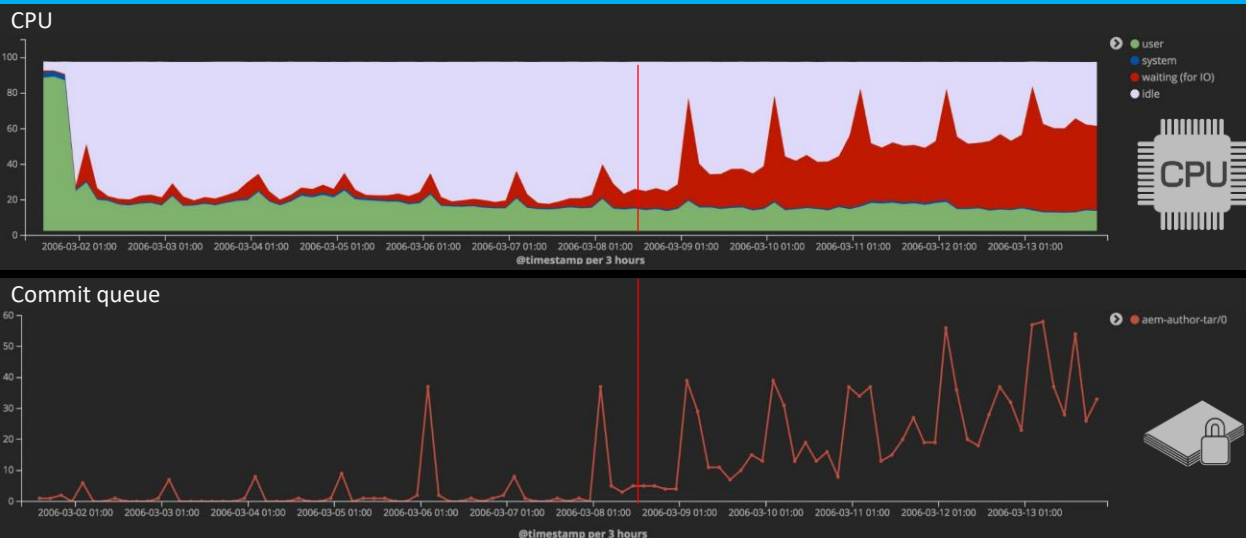 CPU
100
80
60
40
20
0
2006-03-02 01:00 2006-03-03 01:00 2006-03-04 01:00 2006-03-05 01:00 2006-03-06 01:00 2006-03-07 01:00 2006-03-08 01:00 2006-03-09 01:00 2006-03-10 01:00 2006-03-11 01:00 2006-03-12 01:00 2006-03-13 01:00
@timestamp per 3 hours
user
system
waiting (for IO)
idle
CPU
Commit queue
60
50
40
30
20
10
0
2006-03-02 01:00 2006-03-03 01:00 2006-03-04 01:00 2006-03-05 01:00 2006-03-06 01:00 2006-03-07 01:00 2006-03-08 01:00 2006-03-09 01:00 2006-03-10 01:00 2006-03-11 01:00 2006-03-12 01:00 2006-03-13 01:00
@timestamp per 3 hours
aem-author-tar/0